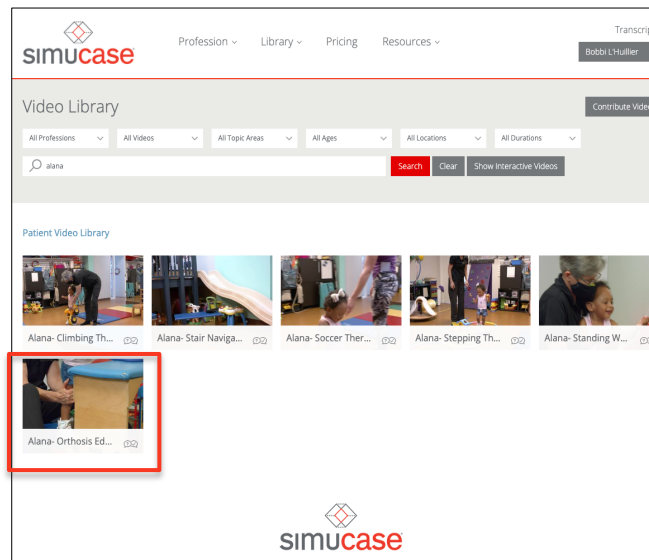 Transcrip
simucase
Profession Library Pricing Resources
Bobbi L'Huillier
Video Library
Contribute Vide
All Professions All Videos All Topic Areas All Ages All Locations All Durations
alana Search Clear Show Interactive Videos
Patient Video Library
Alana- Climbing Th... Alana- Stair Naviga... Alana- Soccer Ther... Alana- Stepping Th... Alana- Standing W...
Alana- Orthosis Ed...
simucase